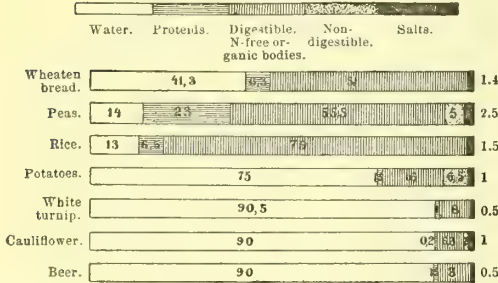 Water. Proteids. Digestible. Non- Salts.
N-free or- digestible.
ganic bodies.
Wheaten
bread. 41,3 1.4
Peas. 14 23 5 2.5
Rice. 13 1.5
Potatoes. 75 1
White
turnip. 90,5 8 0.5
Cauliflower. 90 1
Beer. 90 0.5